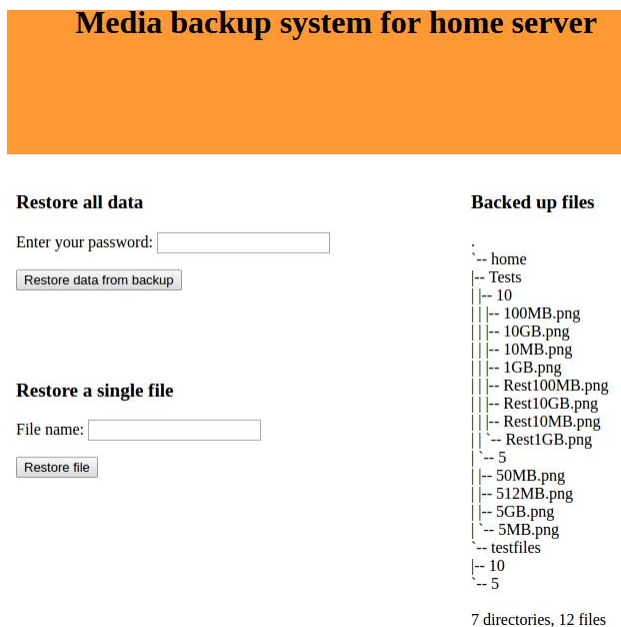 Media backup system for home server
Restore all data
Enter your password:
Restore data from backup
Restore a single file
File name:
Restore file
Backed up files
.
`-- home
|-- Tests
| |-- 10
| | |-- 100MB.png
| | |-- 10GB.png
| | |-- 10MB.png
| | |-- 1GB.png
| | |-- Rest100MB.png
| | |-- Rest10GB.png
| | |-- Rest10MB.png
| | `-- Rest1GB.png
| `-- 5
| |-- 50MB.png
| |-- 512MB.png
| |-- 5GB.png
| `-- 5MB.png
`-- testfiles
|-- 10
`-- 5
7 directories, 12 files